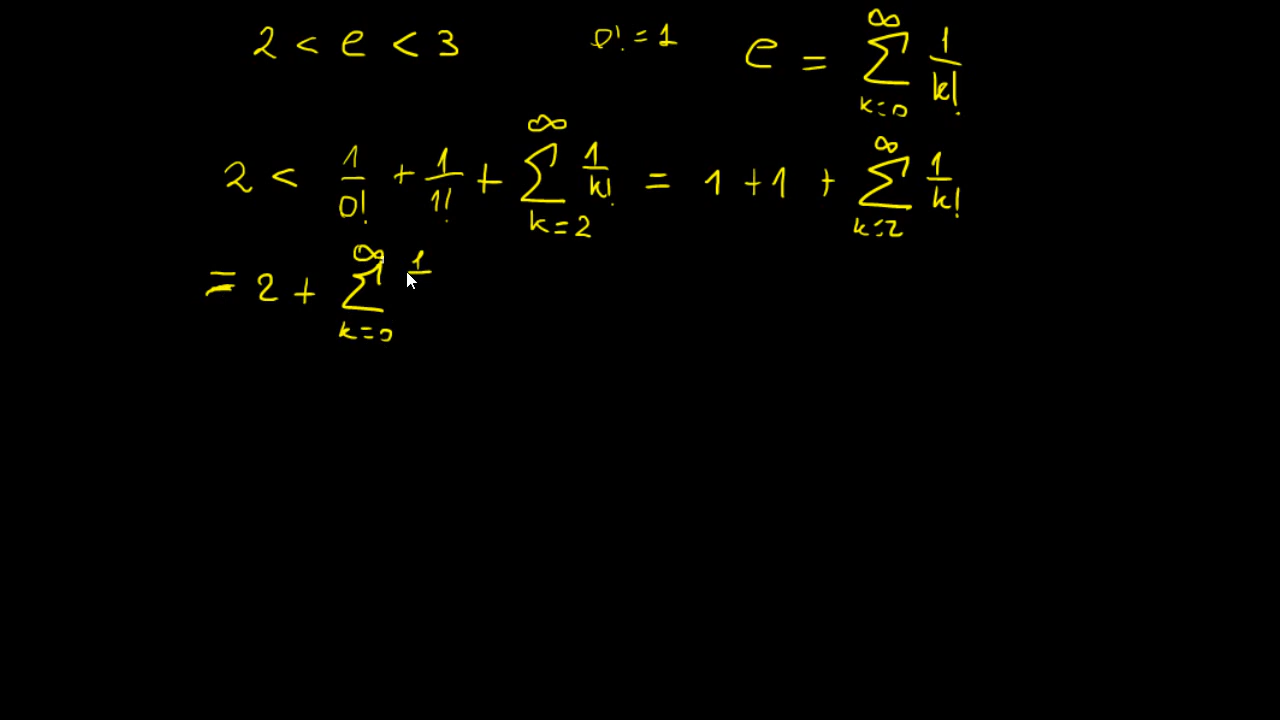 2 < e < 3 0! = 1 e = ∑_{k=0}^{∞} 1/k!
2 < 1/0! + 1/1! + ∑_{k=2}^{∞} 1/k! = 1 + 1 + ∑_{k=2}^{∞} 1/k!
= 2 + ∑_{k=0}^{∞} 1/